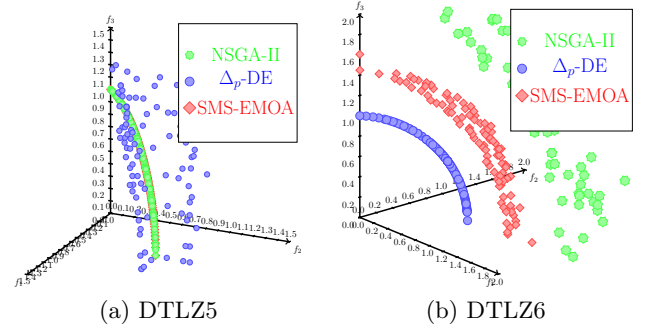 f₃
1.5
1.4
1.3
1.2
1.1
1.0
0.9
0.8
0.7
0.6
0.5
0.4
0.3
0.2
0.1
NSGA-II
Δₚ-DE
SMS-EMOA
f₂
f₁
(a) DTLZ5
f₃
2.0
1.8
1.6
1.4
1.2
1.0
0.8
0.6
0.4
0.2
0.0
NSGA-II
Δₚ-DE
SMS-EMOA
0.0 0.2 0.4 0.6 0.8 1.0 1.4 1.6 1.8 2.0
f₂
0.0 0.2 0.4 0.6 0.8 1.0 1.2 1.4 1.6 1.8
(b) DTLZ6